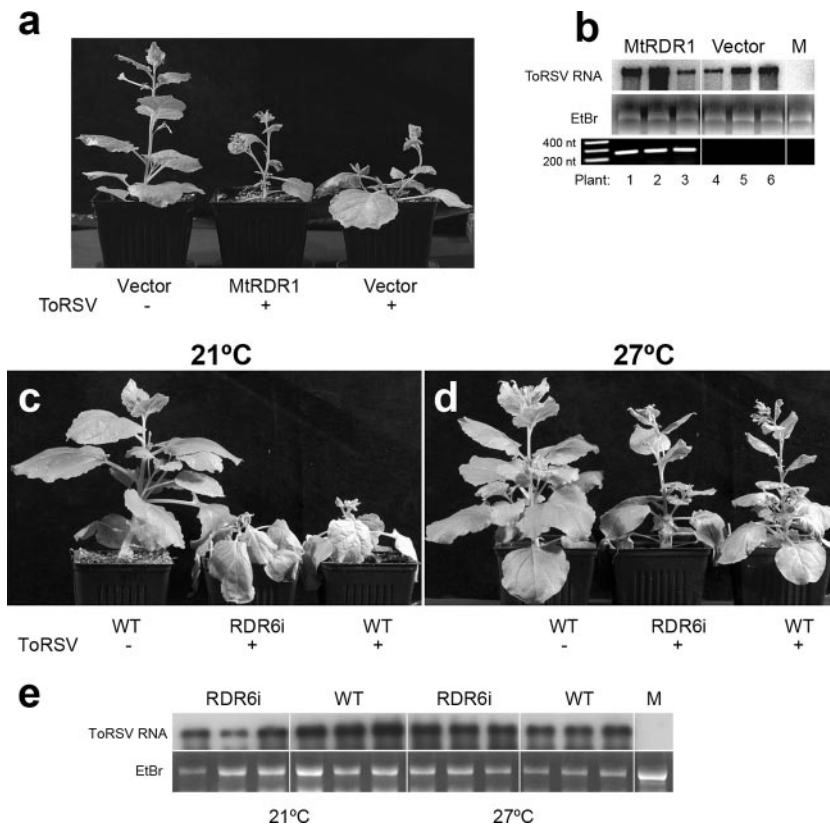 a
Vector MtRDR1 Vector
ToRSV - + +
b
MtRDR1 Vector M
ToRSV RNA
EtBr
400 nt
200 nt
Plant: 1 2 3 4 5 6
21ºC 27ºC
c d
WT RDR6i WT WT RDR6i WT
ToRSV - + + - + +
e
RDR6i WT RDR6i WT M
ToRSV RNA
EtBr
21ºC 27ºC